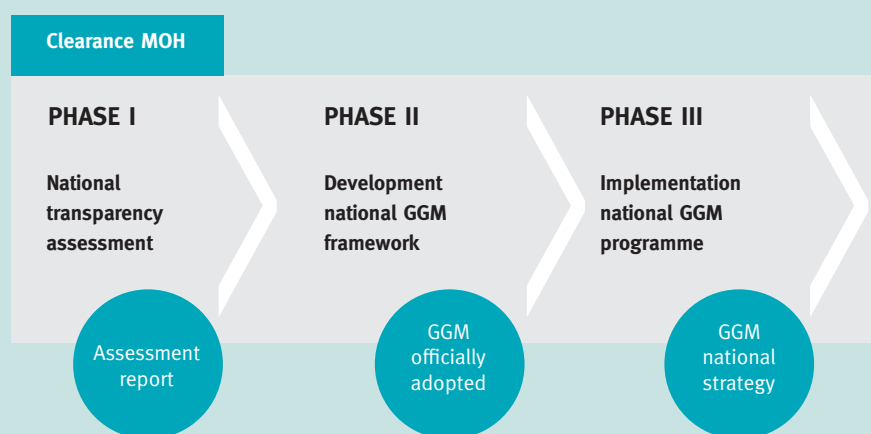 Clearance MOH
PHASE I
National
transparency
assessment
Assessment
report
PHASE II
Development
national GGM
framework
GGM
officially
adopted
PHASE III
Implementation
national GGM
programme
GGM
national
strategy